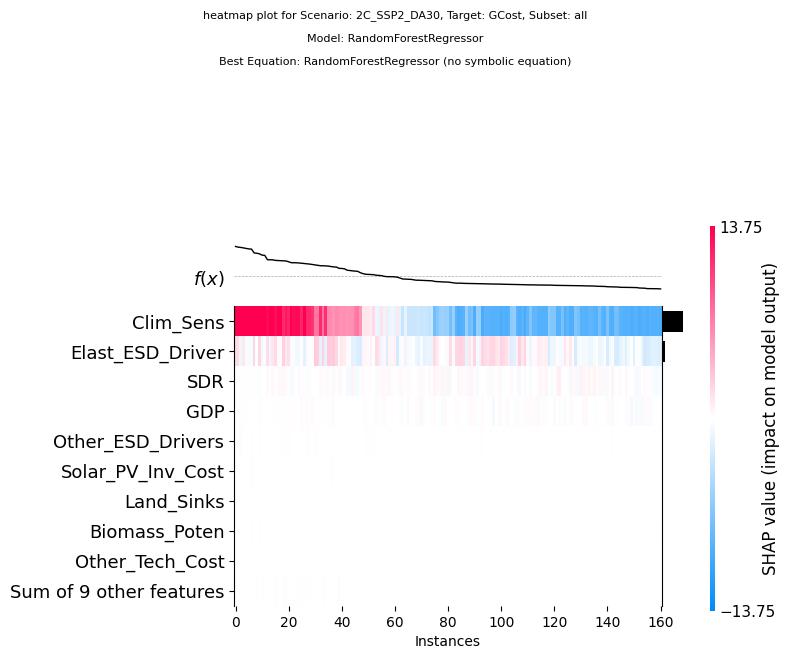 heatmap plot for Scenario: 2C_SSP2_DA30, Target: GCost, Subset: all
Model: RandomForestRegressor
Best Equation: RandomForestRegressor (no symbolic equation)
13.75
f(x)
Clim_Sens
Elast_ESD_Driver
SDR
GDP
Other_ESD_Drivers
Solar_PV_Inv_Cost
Land_Sinks
Biomass_Poten
Other_Tech_Cost
Sum of 9 other features
SHAP value (impact on model output)
−13.75
0 20 40 60 80 100 120 140 160
Instances